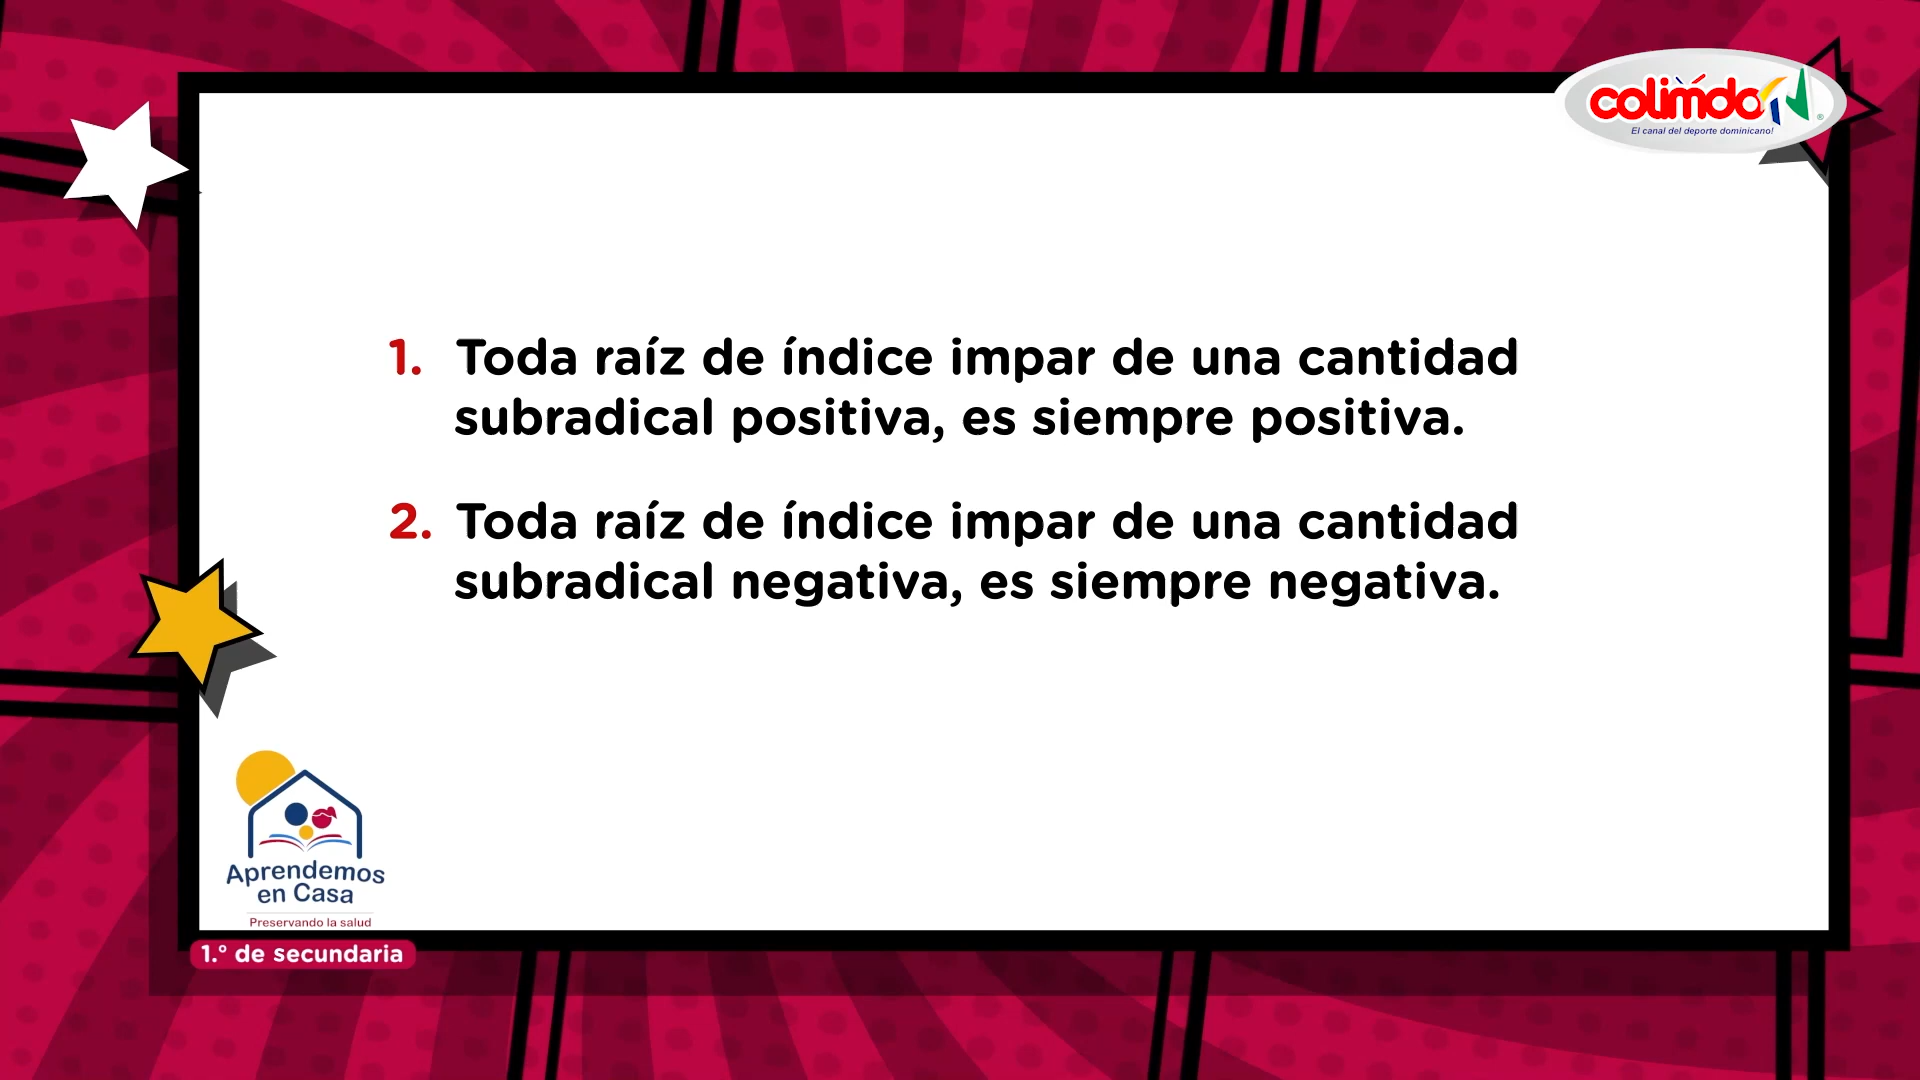 colimdo
El canal del deporte dominicano!
1. Toda raíz de índice impar de una cantidad
subradical positiva, es siempre positiva.
2. Toda raíz de índice impar de una cantidad
subradical negativa, es siempre negativa.
Aprendemos
en Casa
Preservando la salud
1.° de secundaria